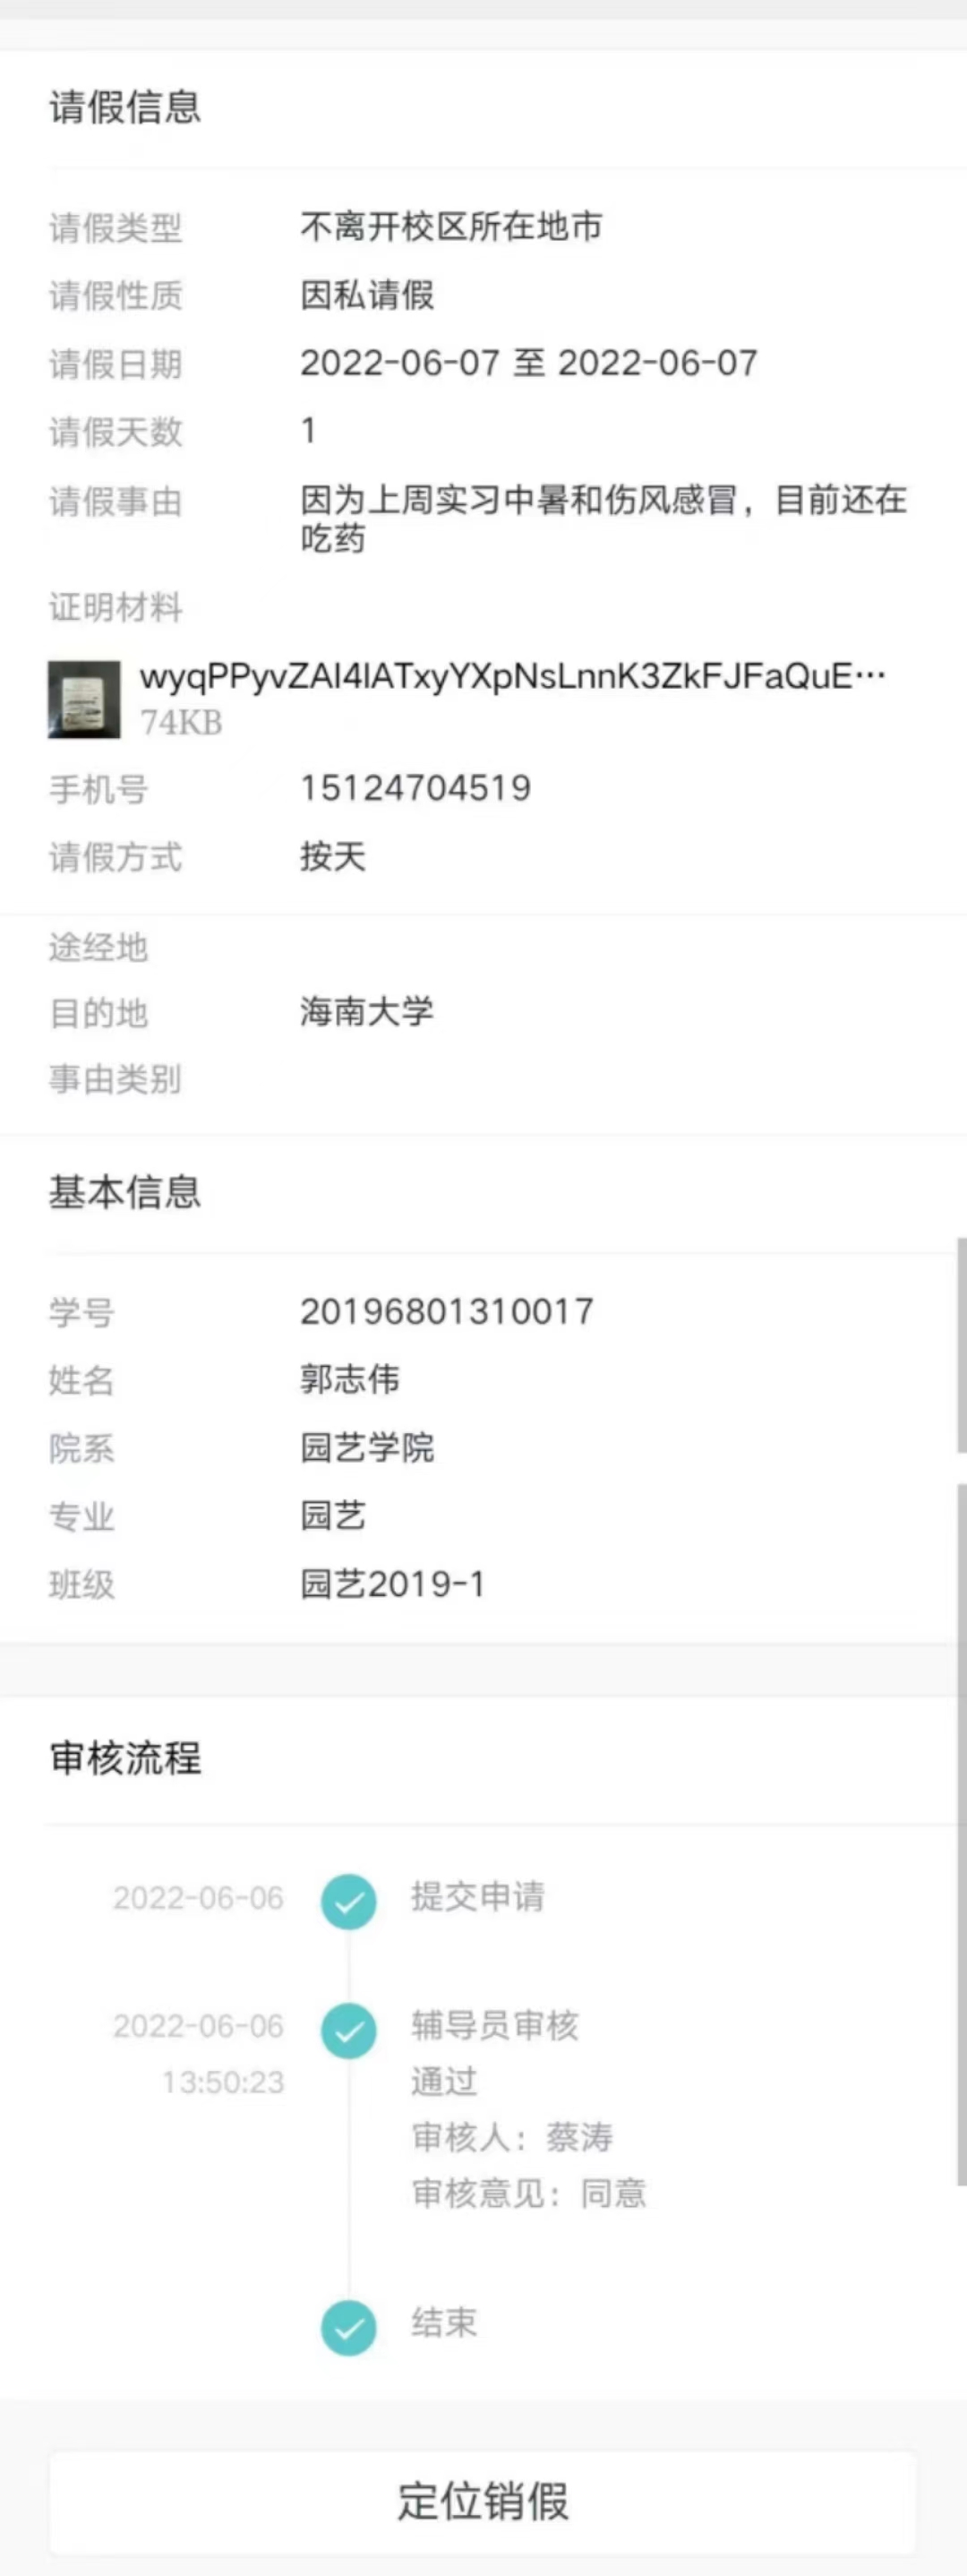 请假信息
请假类型 不离开校区所在地市
请假性质 因私请假
请假日期 2022-06-07 至 2022-06-07
请假天数 1
请假事由 因为上周实习中暑和伤风感冒，目前还在
吃药
证明材料
wyqPPyvZAI4IATxyYXpNsLnnK3ZkFJFaQuE…
74KB
手机号 15124704519
请假方式 按天
途经地
目的地 海南大学
事由类别
基本信息
学号 20196801310017
姓名 郭志伟
院系 园艺学院
专业 园艺
班级 园艺2019-1
审核流程
2022-06-06 提交申请
2022-06-06 辅导员审核
13:50:23 通过
审核人：蔡涛
审核意见：同意
结束
定位销假